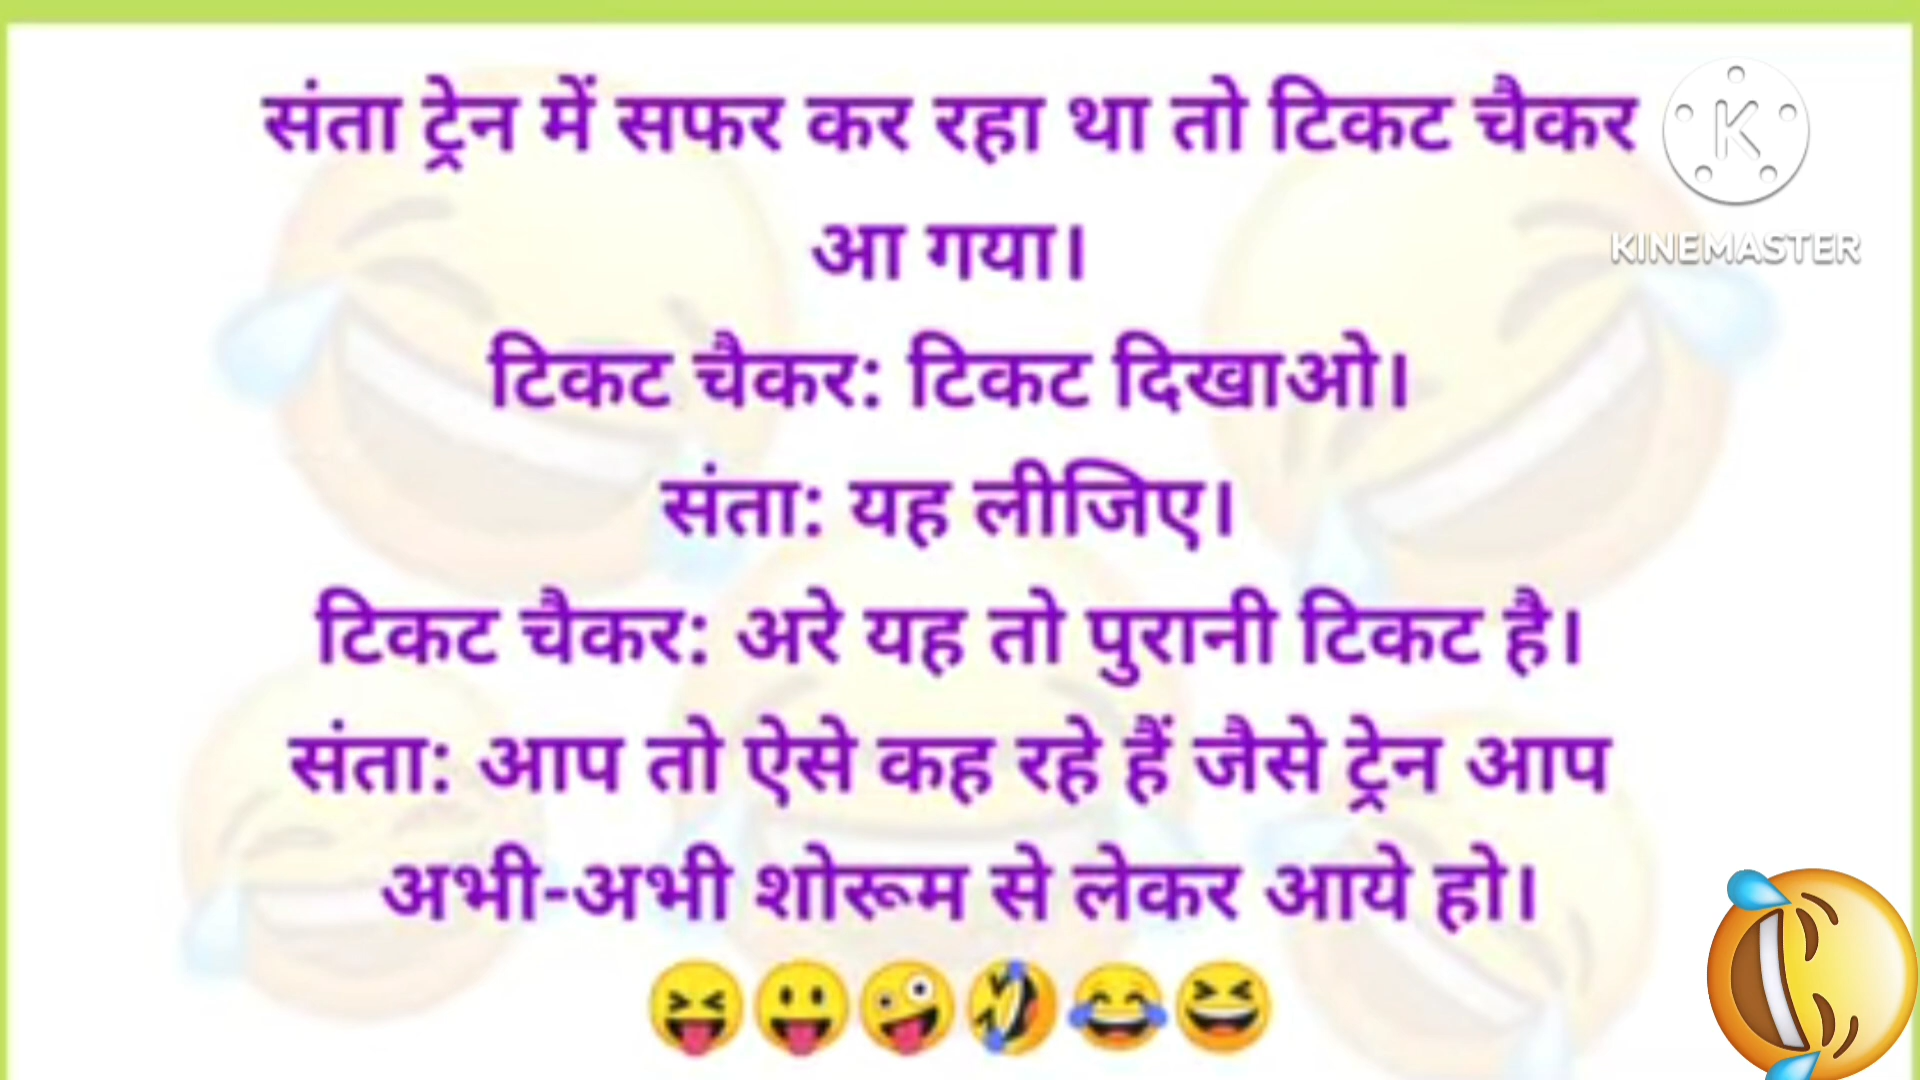 संता ट्रेन में सफर कर रहा था तो टिकट चैकर
आ गया।
टिकट चैकर: टिकट दिखाओ।
संता: यह लीजिए।
टिकट चैकर: अरे यह तो पुरानी टिकट है।
संता: आप तो ऐसे कह रहे हैं जैसे ट्रेन आप
अभी-अभी शोरूम से लेकर आये हो।
😝😛🤪🤣😂😆
K
KINEMASTER